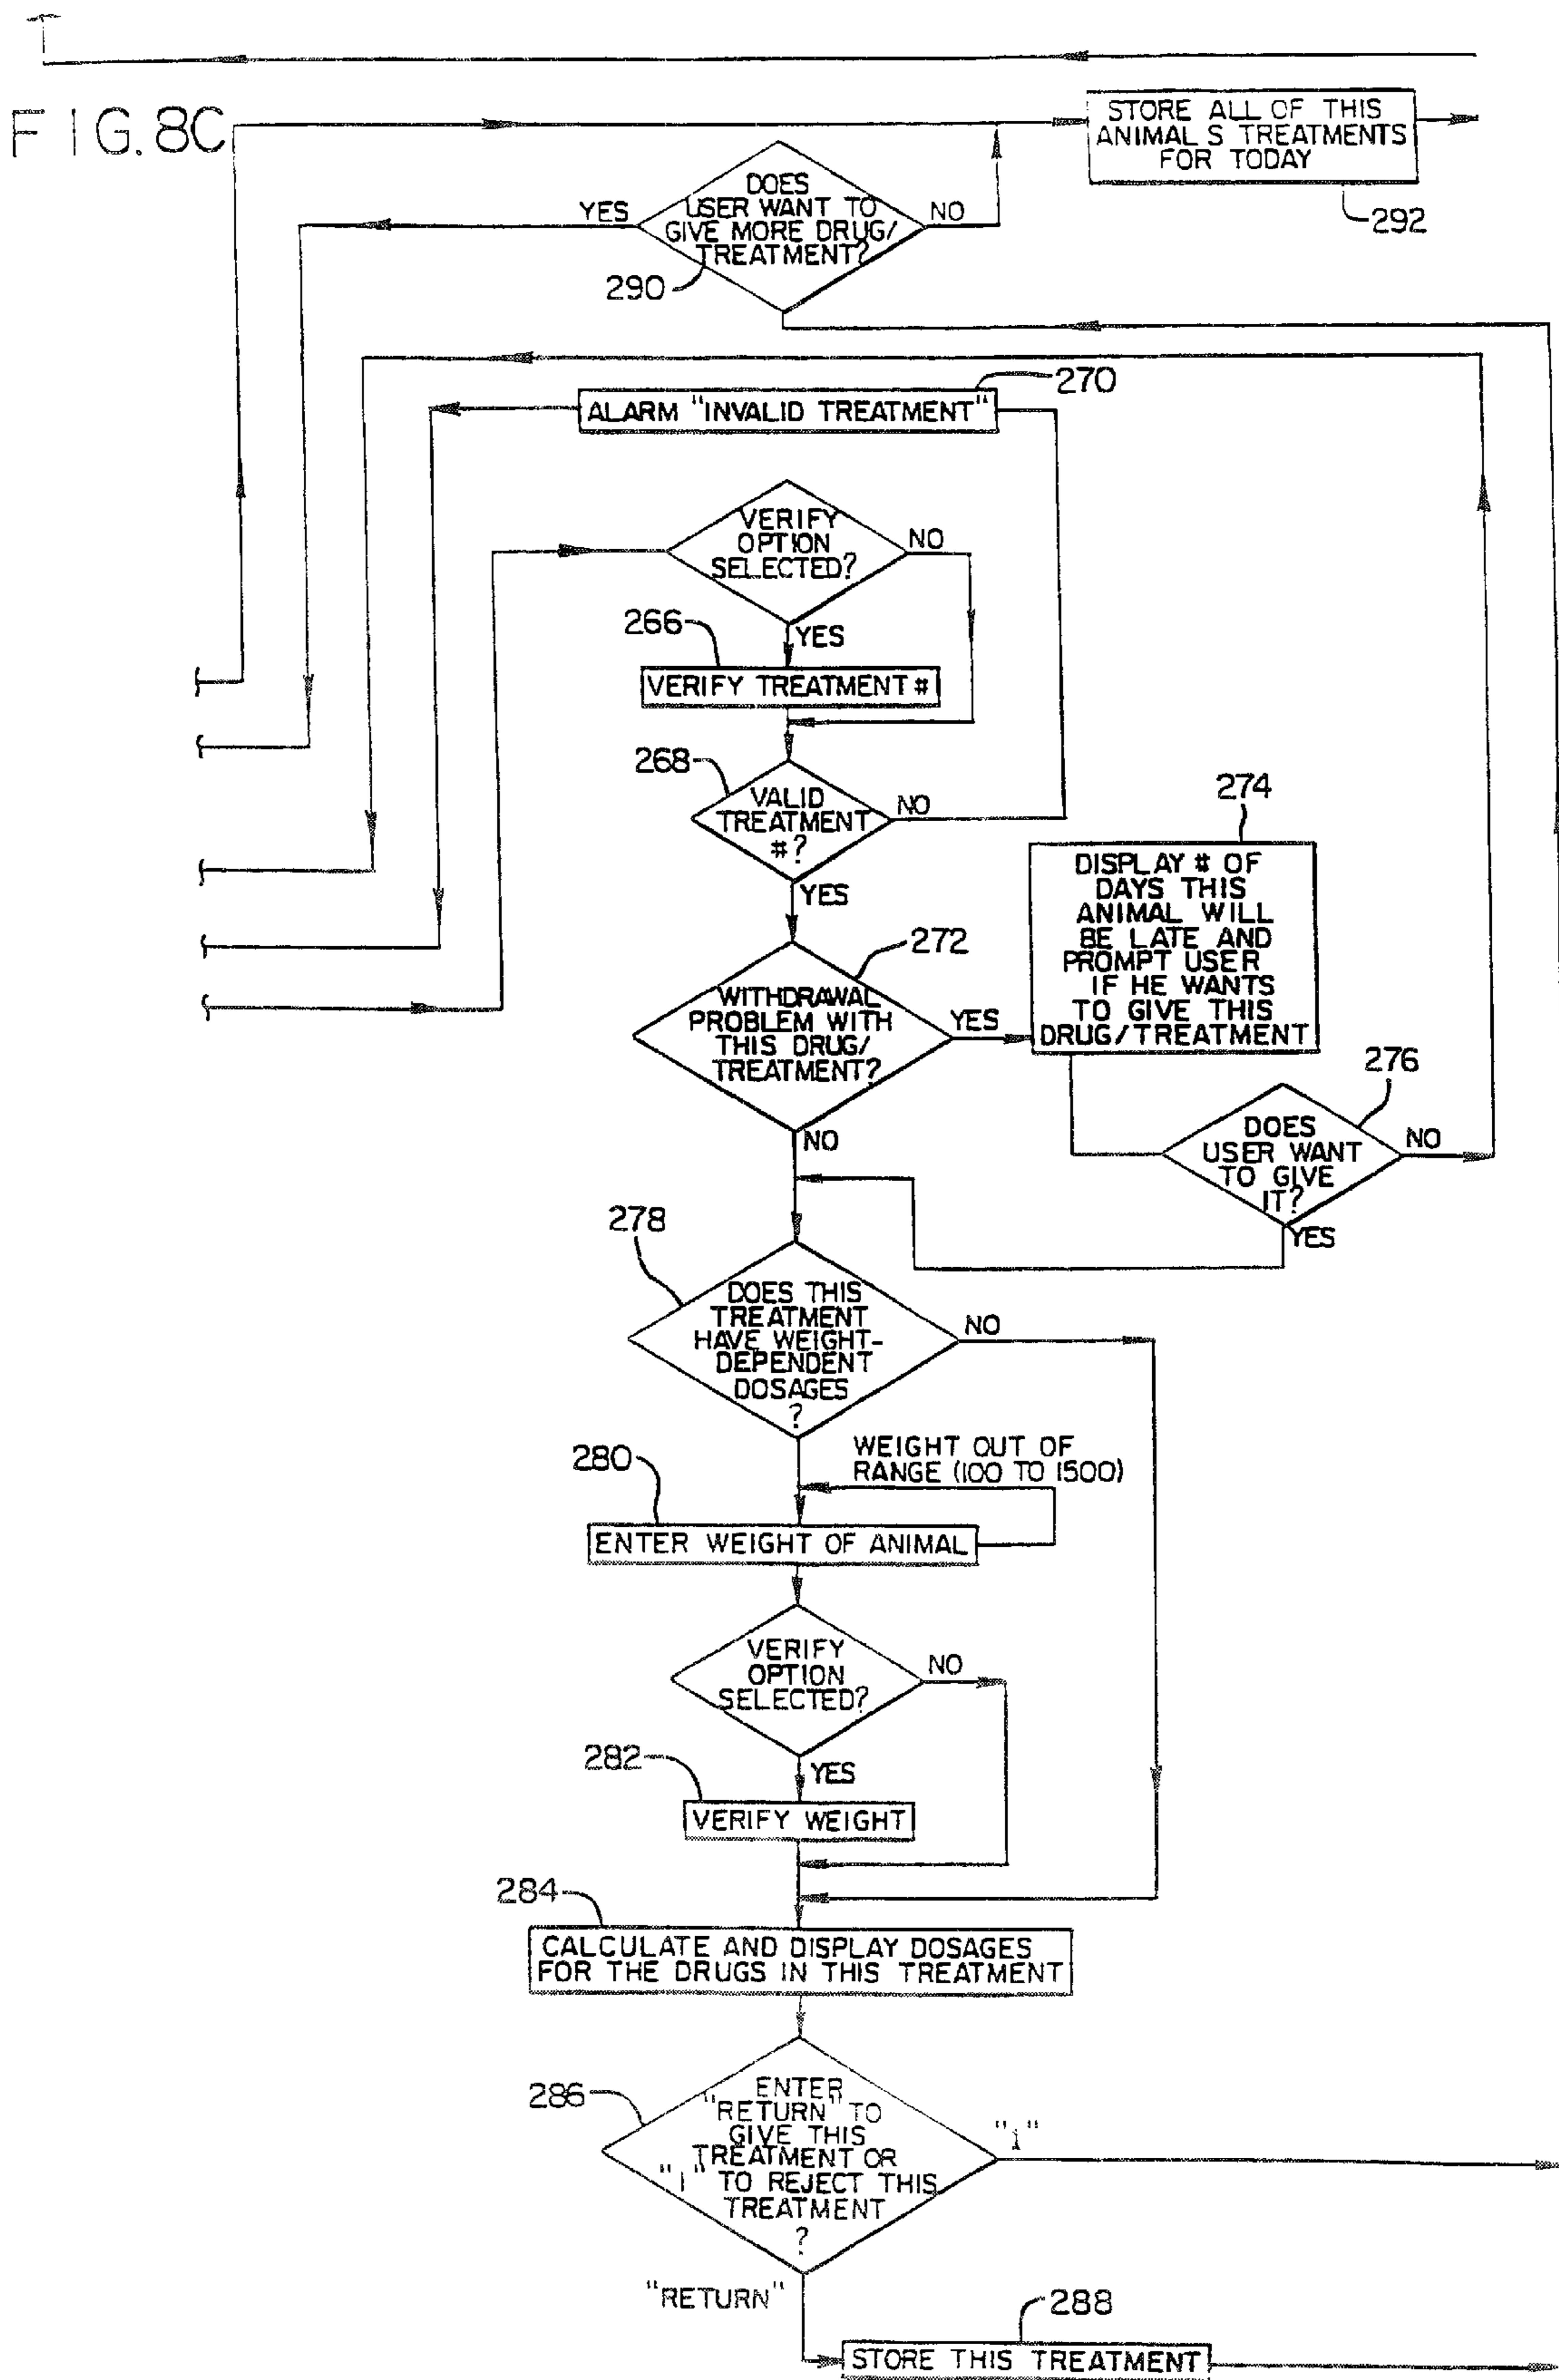 FIG. 8C
STORE ALL OF THIS
ANIMAL S TREATMENTS
FOR TODAY
292
DOES
USER WANT TO
GIVE MORE DRUG/
TREATMENT?
YES
NO
290
270
ALARM "INVALID TREATMENT"
VERIFY
OPTION
SELECTED?
NO
YES
266
VERIFY TREATMENT #
268
VALID
TREATMENT
#?
NO
YES
274
DISPLAY # OF
DAYS THIS
ANIMAL WILL
BE LATE AND
PROMPT USER
IF HE WANTS
TO GIVE THIS
DRUG/TREATMENT
272
WITHDRAWAL
PROBLEM WITH
THIS DRUG/
TREATMENT?
YES
NO
276
DOES
USER WANT
TO GIVE
IT?
NO
YES
278
DOES THIS
TREATMENT
HAVE WEIGHT-
DEPENDENT
DOSAGES
?
NO
WEIGHT OUT OF
RANGE (100 TO 1500)
280
ENTER WEIGHT OF ANIMAL
VERIFY
OPTION
SELECTED?
NO
YES
282
VERIFY WEIGHT
284
CALCULATE AND DISPLAY DOSAGES
FOR THE DRUGS IN THIS TREATMENT
286
ENTER
"RETURN" TO
GIVE THIS
TREATMENT OR
"1" TO REJECT THIS
TREATMENT
?
"1"
"RETURN"
288
STORE THIS TREATMENT